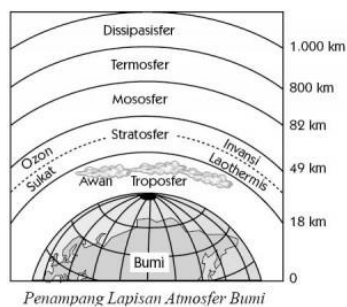 Dissipasisfer
1.000 km
Termosfer
800 km
Mososfer
82 km
Stratosfer
Ozon
Invansi
49 km
Sukat
Laothermis
Awan Troposfer
18 km
Bumi
0
Penampang Lapisan Atmosfer Bumi